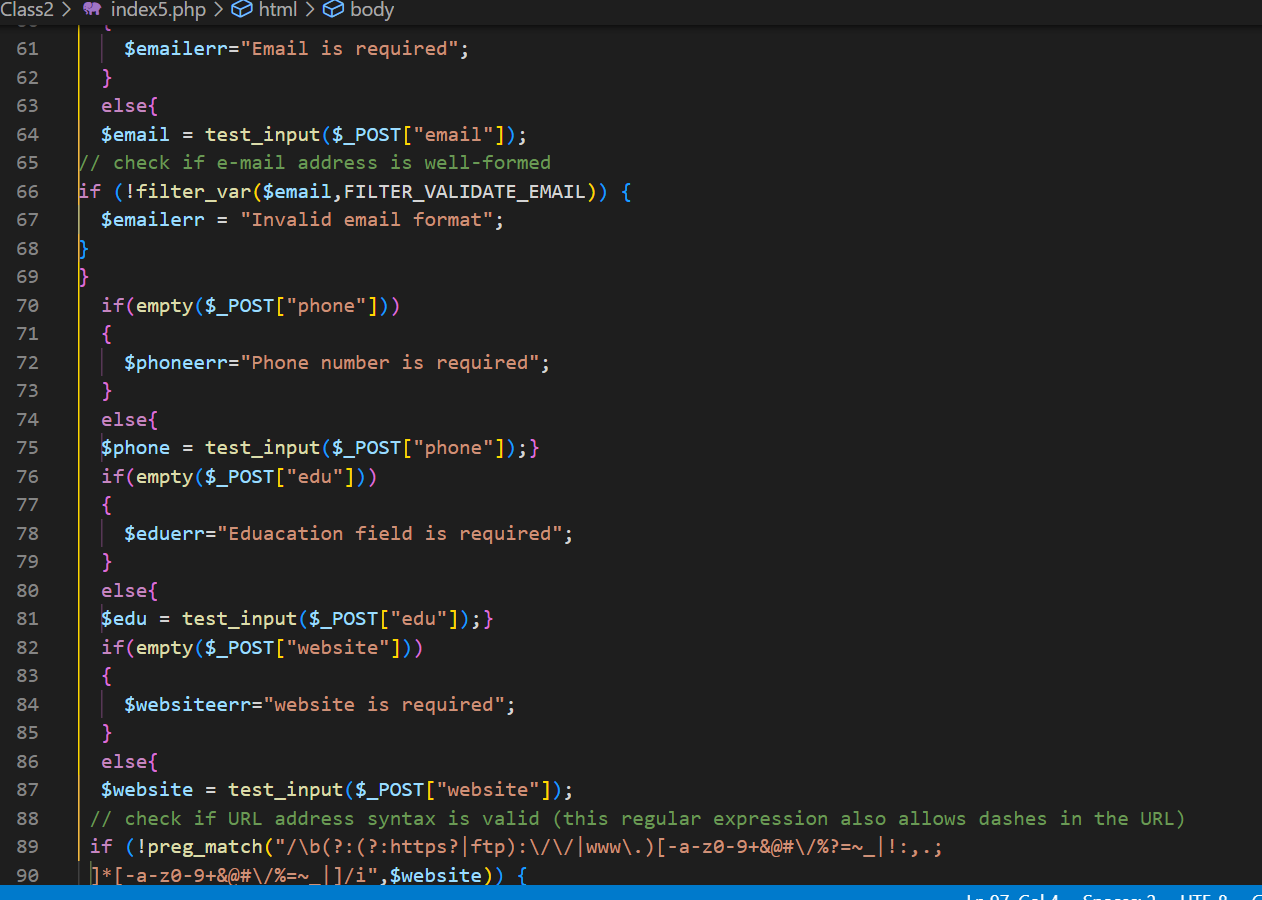 Class2 > index5.php > html > body
61 $emailerr="Email is required";
62 }
63 else{
64 $email = test_input($_POST["email"]);
65 // check if e-mail address is well-formed
66 if (!filter_var($email,FILTER_VALIDATE_EMAIL)) {
67 $emailerr = "Invalid email format";
68 }
69 }
70 if(empty($_POST["phone"]))
71 {
72 $phoneerr="Phone number is required";
73 }
74 else{
75 $phone = test_input($_POST["phone"]);}
76 if(empty($_POST["edu"]))
77 {
78 $eduerr="Eduacation field is required";
79 }
80 else{
81 $edu = test_input($_POST["edu"]);}
82 if(empty($_POST["website"]))
83 {
84 $websiteerr="website is required";
85 }
86 else{
87 $website = test_input($_POST["website"]);
88 // check if URL address syntax is valid (this regular expression also allows dashes in the URL)
89 if (!preg_match("/\b(?:(?:https?|ftp):\/\/|www\.)[-a-z0-9+&@#\/%?=~_|!:,.;
90 ]*[-a-z0-9+&@#\/%=~_|]/i",$website)) {